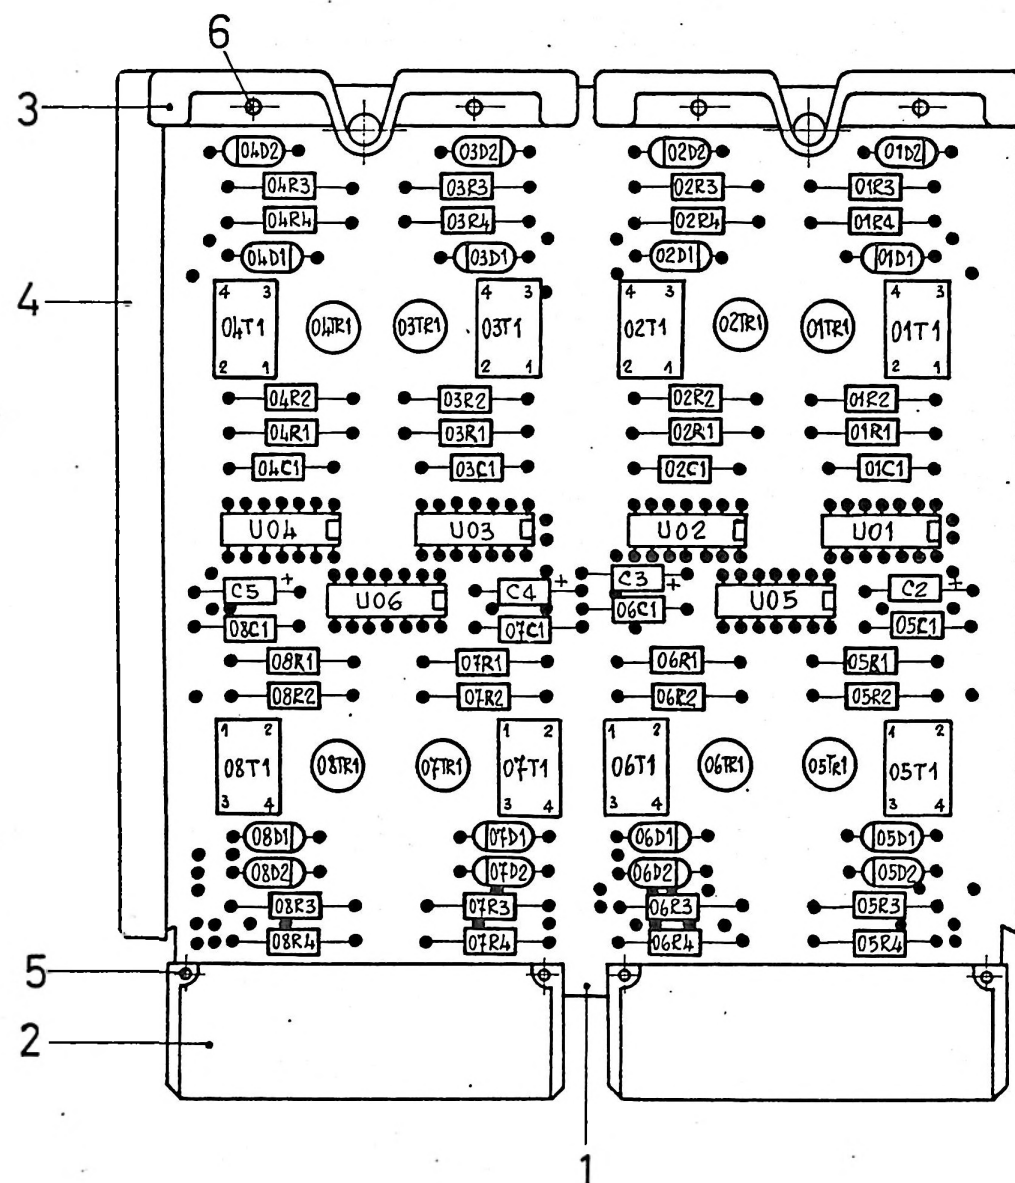 6
3
04D2 03D2 02D2 01D2
04R3 03R3 02R3 01R3
04R4 03R4 02R4 01R4
04D1 03D1 02D1 01D1
4 3 4 3 4 3 4 3
4
04T1 04TR1 03TR1 03T1 02T1 02TR1 01TR1 01T1
2 1 2 1 2 1 2 1
04R2 03R2 02R2 01R2
04R1 03R1 02R1 01R1
04C1 03C1 02C1 01C1
U04 U03 U02 U01
C5 + C4 + C3 + C2 +
U06 06C1 U05
08C1 07C1 05C1
08R1 07R1 06R1 05R1
08R2 07R2 06R2 05R2
1 2 1 2 1 2 1 2
08T1 08TR1 07TR1 07T1 06T1 06TR1 05TR1 05T1
3 4 3 4 3 4 3 4
08D1 07D1 06D1 05D1
08D2 07D2 06D2 05D2
08R3 07R3 06R3 05R3
08R4 07R4 06R4 05R4
5
2
1